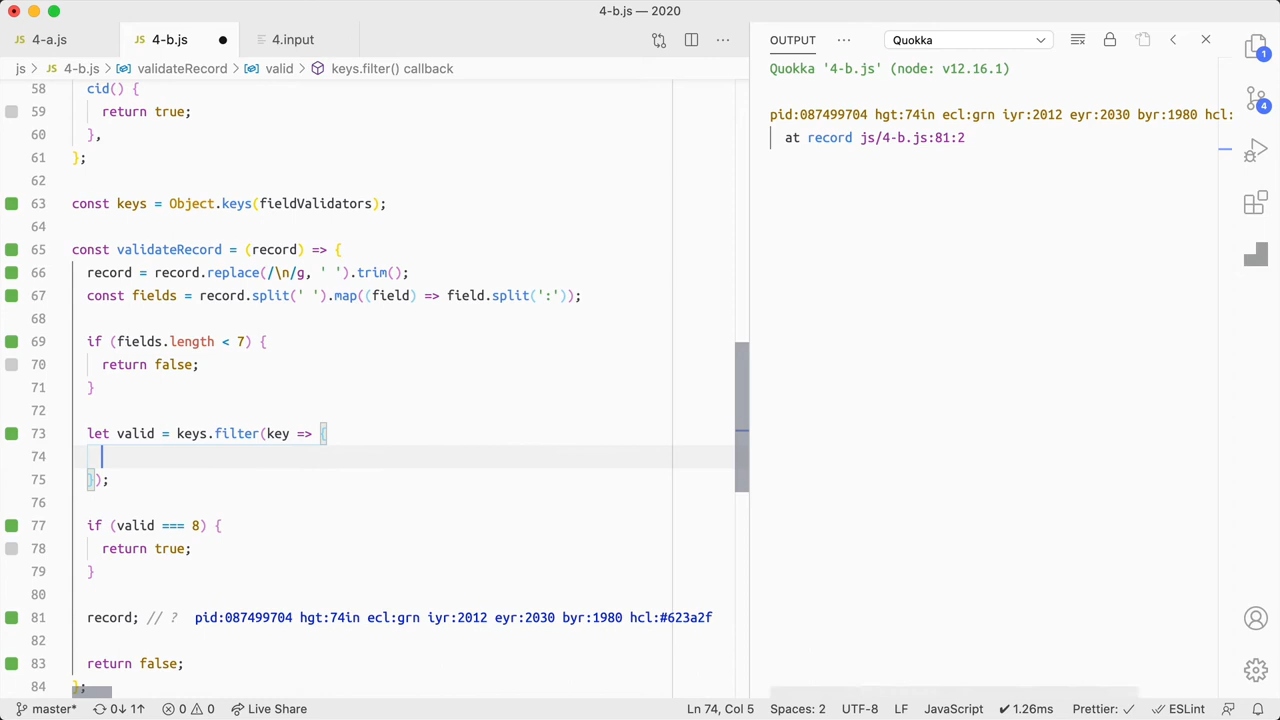 4-b.js — 2020
JS 4-a.js JS 4-b.js 4.input OUTPUT Quokka
js > JS 4-b.js > validateRecord > valid > keys.filter() callback
Quokka '4-b.js' (node: v12.16.1)
pid:087499704 hgt:74in ecl:grn iyr:2012 eyr:2030 byr:1980 hcl:
at record js/4-b.js:81:2
1
4
58 cid() {
59 return true;
60 },
61 };
62
63 const keys = Object.keys(fieldValidators);
64
65 const validateRecord = (record) => {
66 record = record.replace(/\n/g, ' ').trim();
67 const fields = record.split(' ').map((field) => field.split(':'));
68
69 if (fields.length < 7) {
70 return false;
71 }
72
73 let valid = keys.filter(key => {
74
75 });
76
77 if (valid === 8) {
78 return true;
79 }
80
81 record; // ? pid:087499704 hgt:74in ecl:grn iyr:2012 eyr:2030 byr:1980 hcl:#623a2f
82
83 return false;
84 };
master* 0↓ 1↑ 0 0 Live Share Ln 74, Col 5 Spaces: 2 UTF-8 LF JavaScript ✔ 1.26ms Prettier: ✓ ESLint